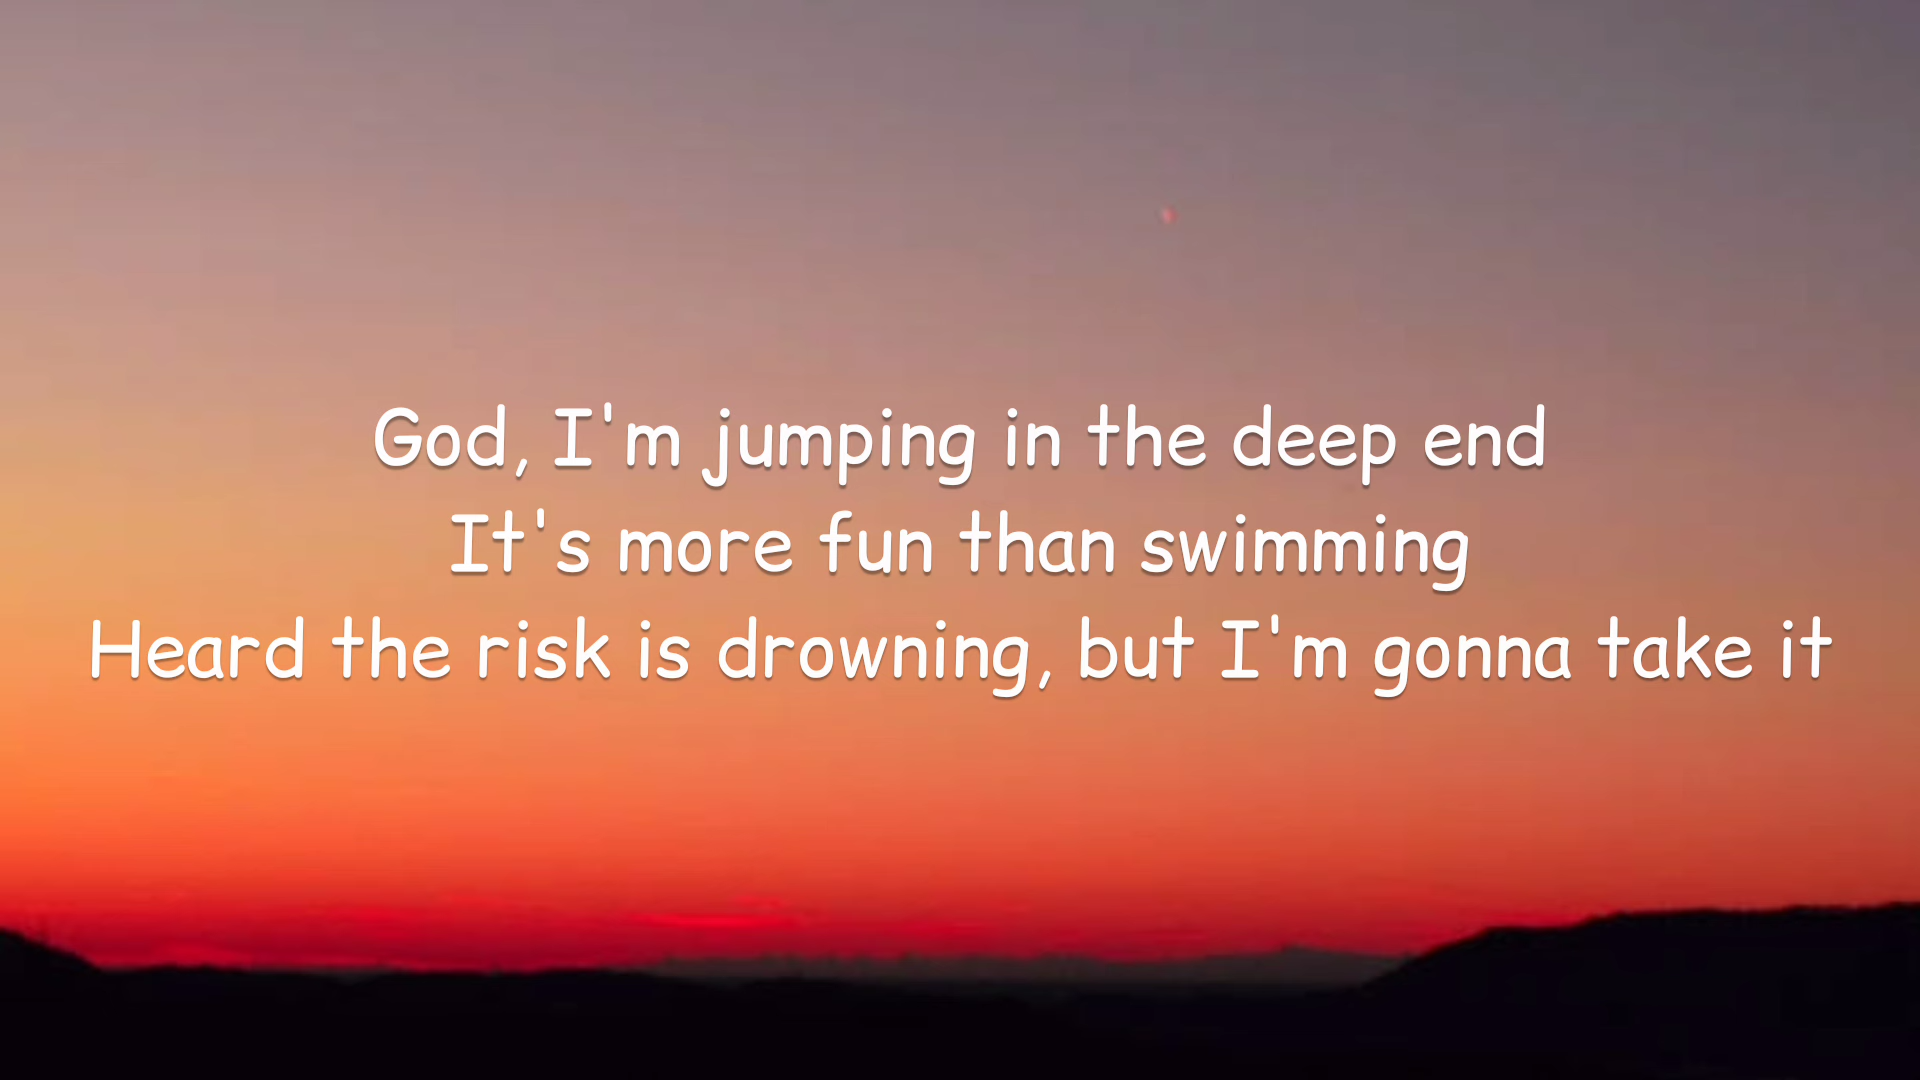 God, I'm jumping in the deep end
It's more fun than swimming
Heard the risk is drowning, but I'm gonna take it